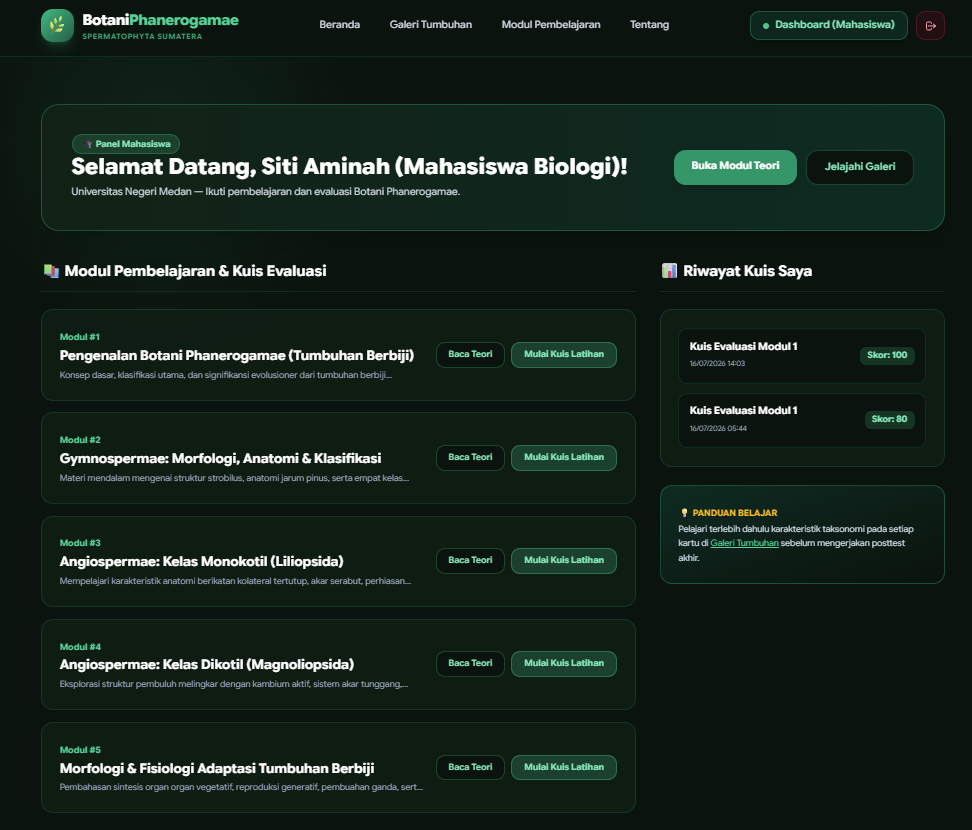 BotaniPhanerogamae
SPERMATOPHYTA SUMATERA
Beranda
Galeri Tumbuhan
Modul Pembelajaran
Tentang
Dashboard (Mahasiswa)
Panel Mahasiswa
Selamat Datang, Siti Aminah (Mahasiswa Biologi)!
Universitas Negeri Medan — Ikuti pembelajaran dan evaluasi Botani Phanerogamae.
Buka Modul Teori
Jelajahi Galeri
Modul Pembelajaran & Kuis Evaluasi
Modul #1
Pengenalan Botani Phanerogamae (Tumbuhan Berbiji)
Konsep dasar, klasifikasi utama, dan signifikansi evolusioner dari tumbuhan berbiji...
Baca Teori
Mulai Kuis Latihan
Modul #2
Gymnospermae: Morfologi, Anatomi & Klasifikasi
Materi mendalam mengenai struktur strobilus, anatomi jarum pinus, serta empat kelas...
Baca Teori
Mulai Kuis Latihan
Modul #3
Angiospermae: Kelas Monokotil (Liliopsida)
Mempelajari karakteristik anatomi berikatan kolateral tertutup, akar serabut, perhiasan...
Baca Teori
Mulai Kuis Latihan
Modul #4
Angiospermae: Kelas Dikotil (Magnoliopsida)
Eksplorasi struktur pembuluh melingkar dengan kambium aktif, sistem akar tunggang,...
Baca Teori
Mulai Kuis Latihan
Modul #5
Morfologi & Fisiologi Adaptasi Tumbuhan Berbiji
Pembahasan sintesis organ organ vegetatif, reproduksi generatif, pembuahan ganda, sert...
Baca Teori
Mulai Kuis Latihan
Riwayat Kuis Saya
Kuis Evaluasi Modul 1
16/07/2026 14:03
Skor: 100
Kuis Evaluasi Modul 1
16/07/2026 05:44
Skor: 80
PANDUAN BELAJAR
Pelajari terlebih dahulu karakteristik taksonomi pada setiap
kartu di Galeri Tumbuhan sebelum mengerjakan posttest
akhir.